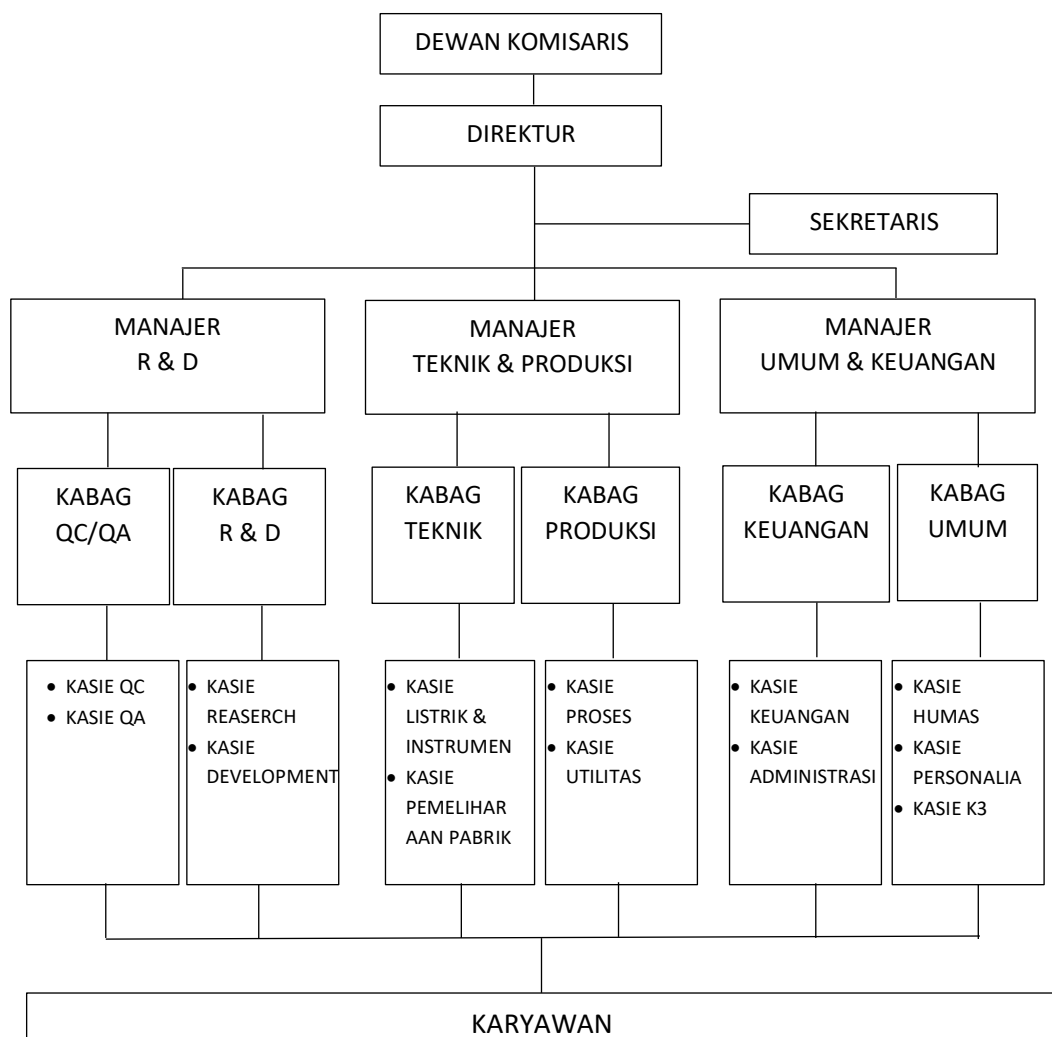 DEWAN KOMISARIS
DIREKTUR
SEKRETARIS
MANAJER
R & D
MANAJER
TEKNIK & PRODUKSI
MANAJER
UMUM & KEUANGAN
KABAG
QC/QA
KABAG
R & D
KABAG
TEKNIK
KABAG
PRODUKSI
KABAG
KEUANGAN
KABAG
UMUM
• KASIE QC
• KASIE QA
• KASIE
REASERCH
• KASIE
DEVELOPMENT
• KASIE
LISTRIK &
INSTRUMEN
• KASIE
PEMELIHAR
AAN PABRIK
• KASIE
PROSES
• KASIE
UTILITAS
• KASIE
KEUANGAN
• KASIE
ADMINISTRASI
• KASIE
HUMAS
• KASIE
PERSONALIA
• KASIE K3
KARYAWAN